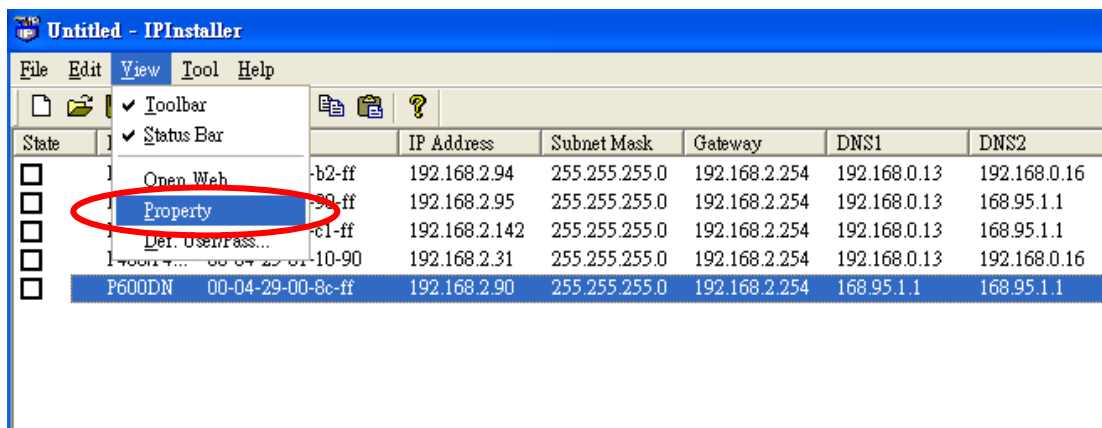 Untitled - IPInstaller
File Edit View Tool Help
Toolbar
Status Bar
Open Web
Property
Def. User/Pass...
State IP Address Subnet Mask Gateway DNS1 DNS2
-b2-ff 192.168.2.94 255.255.255.0 192.168.2.254 192.168.0.13 192.168.0.16
-90-ff 192.168.2.95 255.255.255.0 192.168.2.254 192.168.0.13 168.95.1.1
-c1-ff 192.168.2.142 255.255.255.0 192.168.2.254 192.168.0.13 168.95.1.1
-10-90 192.168.2.31 255.255.255.0 192.168.2.254 192.168.0.13 192.168.0.16
P600DN 00-04-29-00-8c-ff 192.168.2.90 255.255.255.0 192.168.2.254 168.95.1.1 168.95.1.1